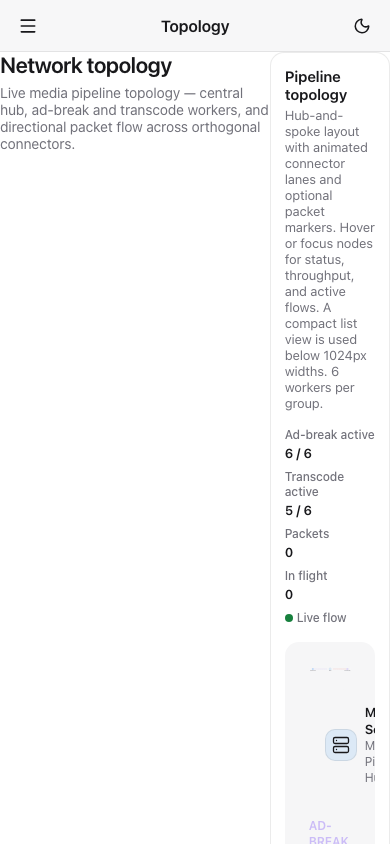 Topology
Network topology
Live media pipeline topology — central
hub, ad-break and transcode workers, and
directional packet flow across orthogonal
connectors.
Pipeline
topology
Hub-and-
spoke layout
with animated
connector
lanes and
optional
packet
markers. Hover
or focus nodes
for status,
throughput,
and active
flows. A
compact list
view is used
below 1024px
widths. 6
workers per
group.
Ad-break active
6 / 6
Transcode
active
5 / 6
Packets
0
In flight
0
Live flow
AD-
BREAK